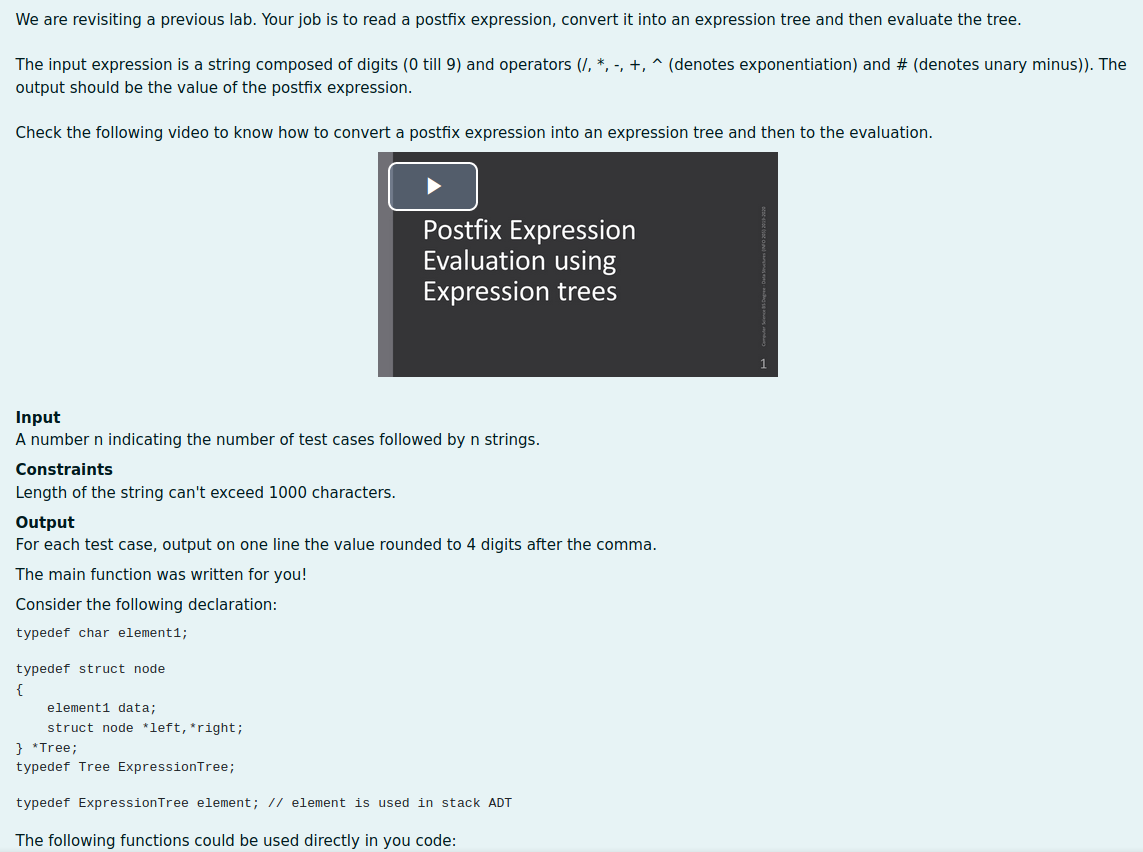 We are revisiting a previous lab. Your job is to read a postfix expression, convert it into an expression tree and then evaluate the tree.
The input expression is a string composed of digits (0 till 9) and operators (/, *, -, +, ^ (denotes exponentiation) and # (denotes unary minus)). The
output should be the value of the postfix expression.
Check the following video to know how to convert a postfix expression into an expression tree and then to the evaluation.
Postfix Expression
Evaluation using
Expression trees
1
Input
A number n indicating the number of test cases followed by n strings.
Constraints
Length of the string can't exceed 1000 characters.
Output
For each test case, output on one line the value rounded to 4 digits after the comma.
The main function was written for you!
Consider the following declaration:
typedef char element1;
typedef struct node
{
    element1 data;
    struct node *left,*right;
} *Tree;
typedef Tree ExpressionTree;
typedef ExpressionTree element; // element is used in stack ADT
The following functions could be used directly in you code: